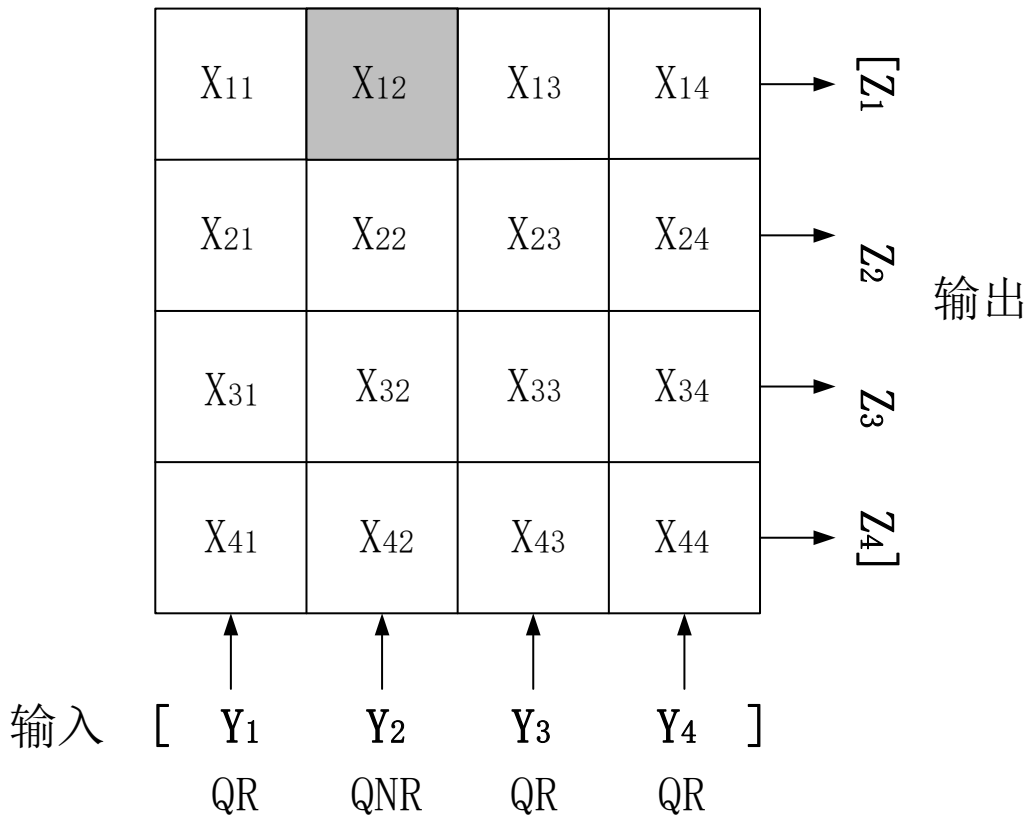 X11 X12 X13 X14 [Z1
X21 X22 X23 X24 Z2
输出
X31 X32 X33 X34 Z3
X41 X42 X43 X44 Z4]
输入 [ Y1 Y2 Y3 Y4 ]
QR QNR QR QR